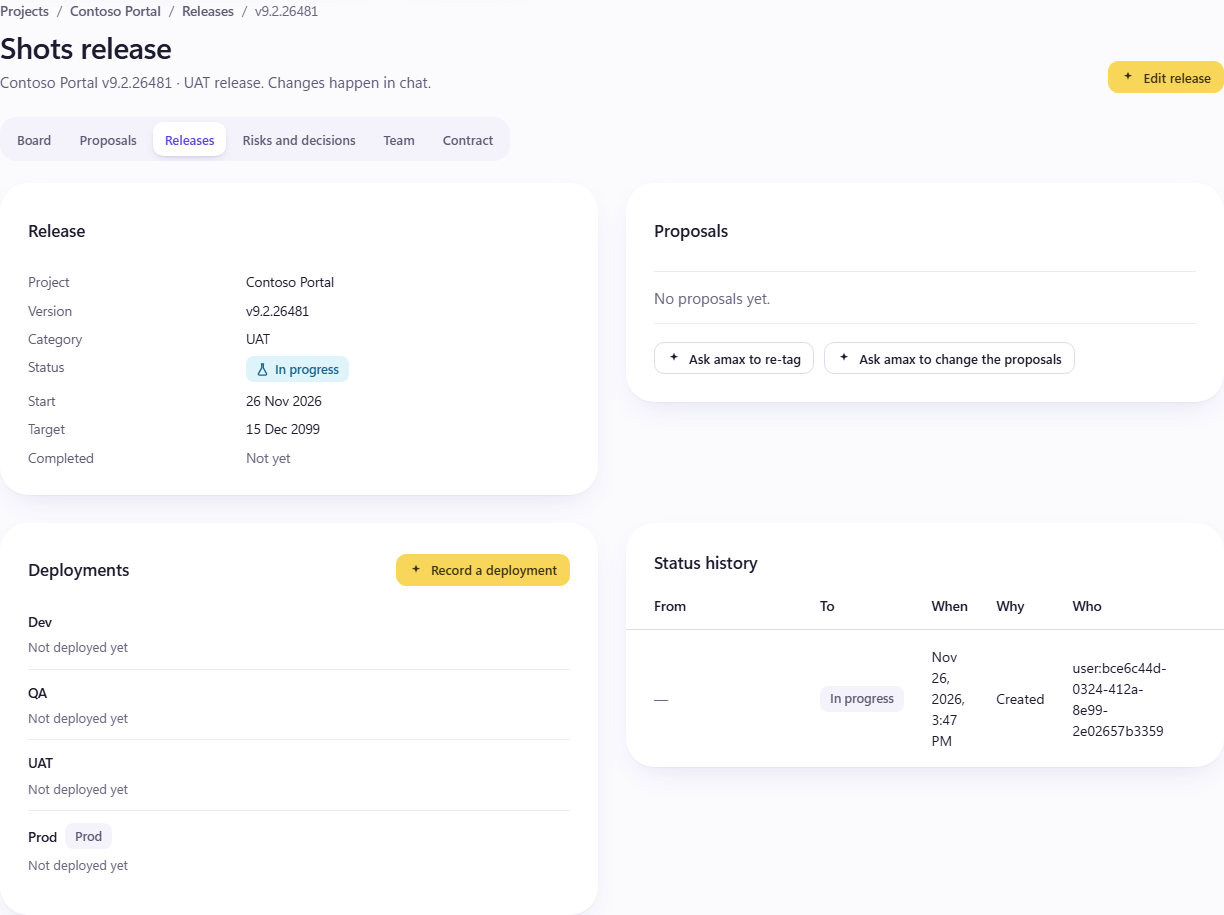 Projects / Contoso Portal / Releases / v9.2.26481
Shots release
Contoso Portal v9.2.26481 · UAT release. Changes happen in chat.
Edit release
Board Proposals Releases Risks and decisions Team Contract
Release
Project Contoso Portal
Version v9.2.26481
Category UAT
Status In progress
Start 26 Nov 2026
Target 15 Dec 2099
Completed Not yet
Proposals
No proposals yet.
Ask amax to re-tag Ask amax to change the proposals
Deployments Record a deployment
Dev
Not deployed yet
QA
Not deployed yet
UAT
Not deployed yet
Prod Prod
Not deployed yet
Status history
From To When Why Who
— In progress Nov 26, 2026, 3:47 PM Created user:bce6c44d-0324-412a-8e99-2e02657b3359